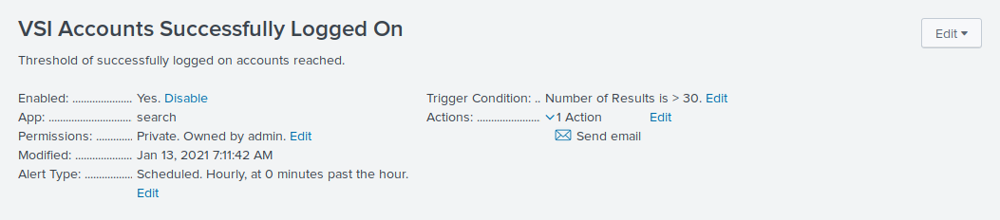 VSI Accounts Successfully Logged On
Edit
Threshold of successfully logged on accounts reached.
Enabled: ..................... Yes. Disable
App: ............................. search
Permissions: ............. Private. Owned by admin. Edit
Modified: .................... Jan 13, 2021 7:11:42 AM
Alert Type: ................. Scheduled. Hourly, at 0 minutes past the hour.
Edit
Trigger Condition: .. Number of Results is > 30. Edit
Actions: ...................... 1 Action Edit
Send email